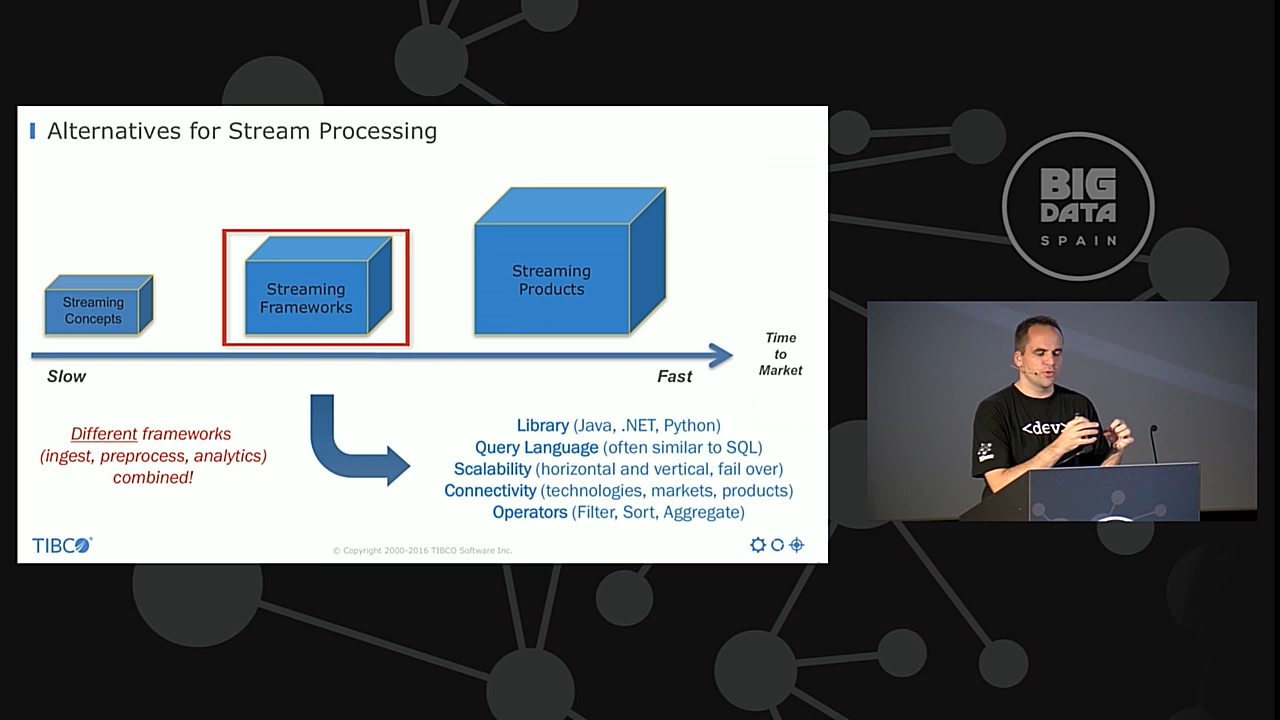 Alternatives for Stream Processing
Streaming
Concepts
Streaming
Frameworks
Streaming
Products
Time
to
Market
Slow
Fast
Different frameworks
(ingest, preprocess, analytics)
combined!
Library (Java, .NET, Python)
Query Language (often similar to SQL)
Scalability (horizontal and vertical, fail over)
Connectivity (technologies, markets, products)
Operators (Filter, Sort, Aggregate)
TIBCO
© Copyright 2000-2016 TIBCO Software Inc.
BIG
DATA
SPAIN
<dev>